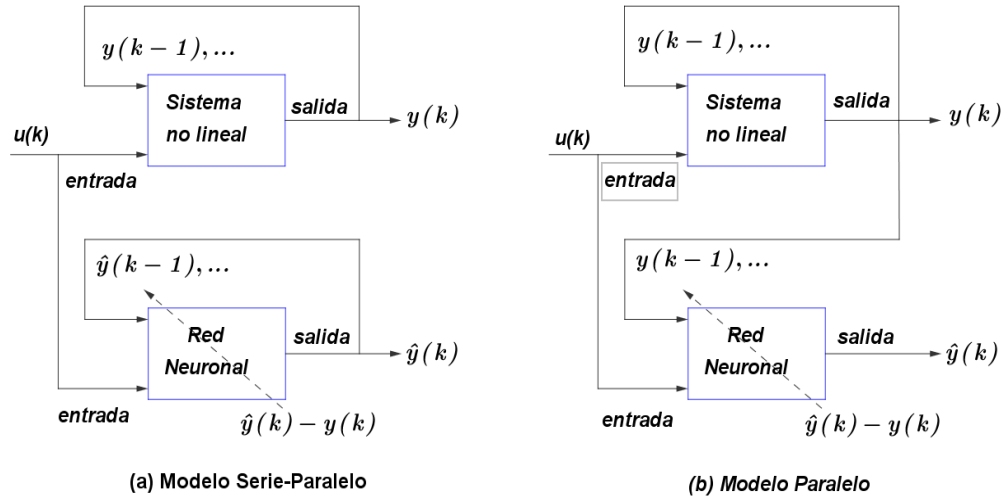 y(k − 1), ...
Sistema
no lineal
salida
y(k)
u(k)
entrada
ŷ(k − 1), ...
Red
Neuronal
salida
ŷ(k)
entrada
ŷ(k) − y(k)
(a) Modelo Serie-Paralelo
y(k − 1), ...
Sistema
no lineal
salida
y(k)
u(k)
entrada
y(k − 1), ...
Red
Neuronal
salida
ŷ(k)
entrada
ŷ(k) − y(k)
(b) Modelo Paralelo